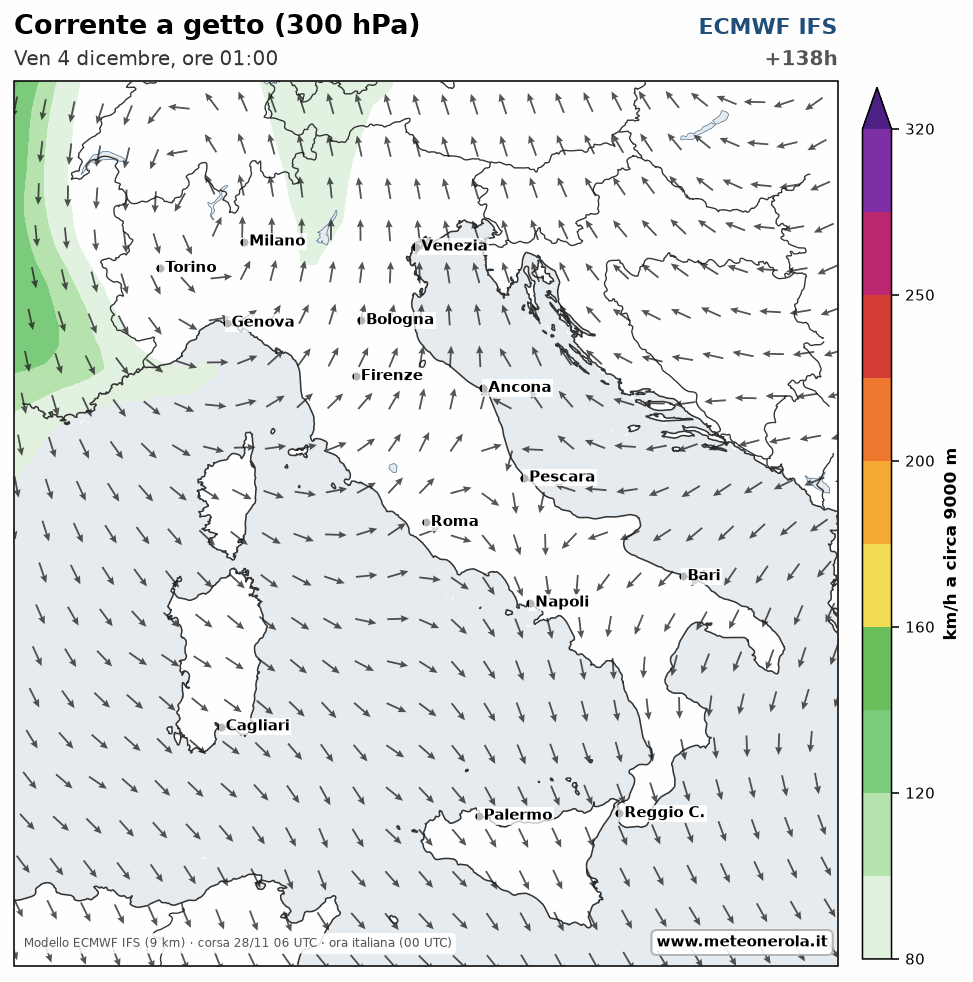 Corrente a getto (300 hPa)
ECMWF IFS
Ven 4 dicembre, ore 01:00
+138h
320
250
200
160
120
80
km/h a circa 9000 m
Milano
Venezia
Torino
Genova
Bologna
Firenze
Ancona
Pescara
Roma
Bari
Napoli
Cagliari
Palermo
Reggio C.
Modello ECMWF IFS (9 km) · corsa 28/11 06 UTC · ora italiana (00 UTC)
www.meteonerola.it